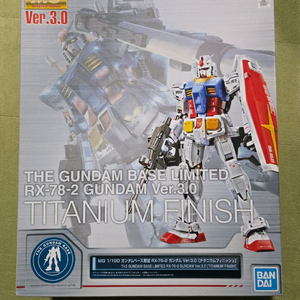 MG
Ver.3.0
THE GUNDAM BASE LIMITED
RX-78-2 GUNDAM Ver.3.0
TITANIUM FINISH
MG 1/100 ガンダムベース限定 RX-78-2 ガンダム Ver.3.0 [チタニウムフィニッシュ]
THE GUNDAM BASE LIMITED RX-78-2 GUNDAM Ver.3.0 [TITANIUM FINISH]
BANDAI